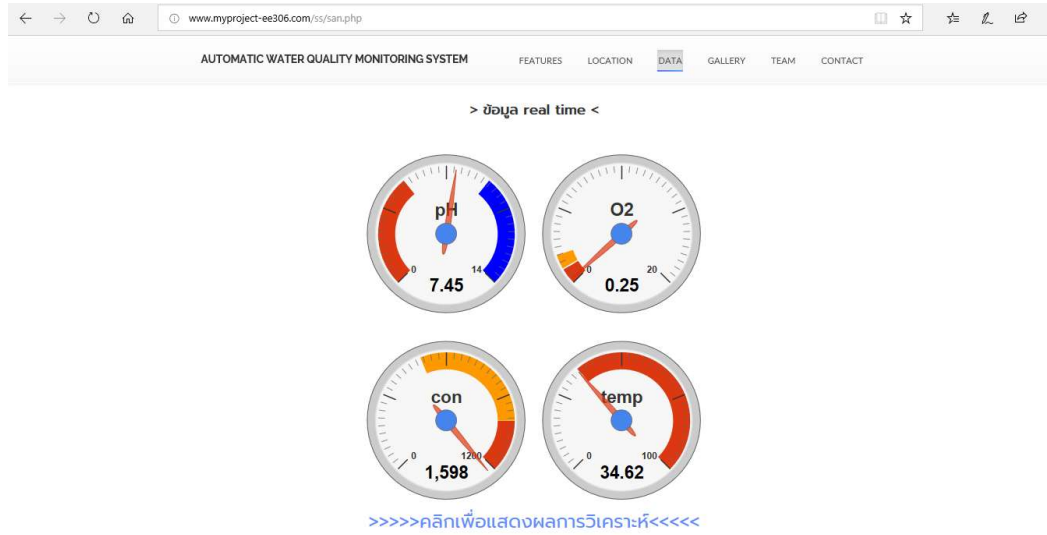 www.myproject-ee306.com/ss/san.php
AUTOMATIC WATER QUALITY MONITORING SYSTEM FEATURES LOCATION DATA GALLERY TEAM CONTACT
> ข้อมูล real time <
pH
0 14
7.45
O2
0 20
0.25
con
0 1200
1,598
temp
0 100
34.62
>>>>>คลิกเพื่อแสดงผลการวิเคราะห์<<<<<